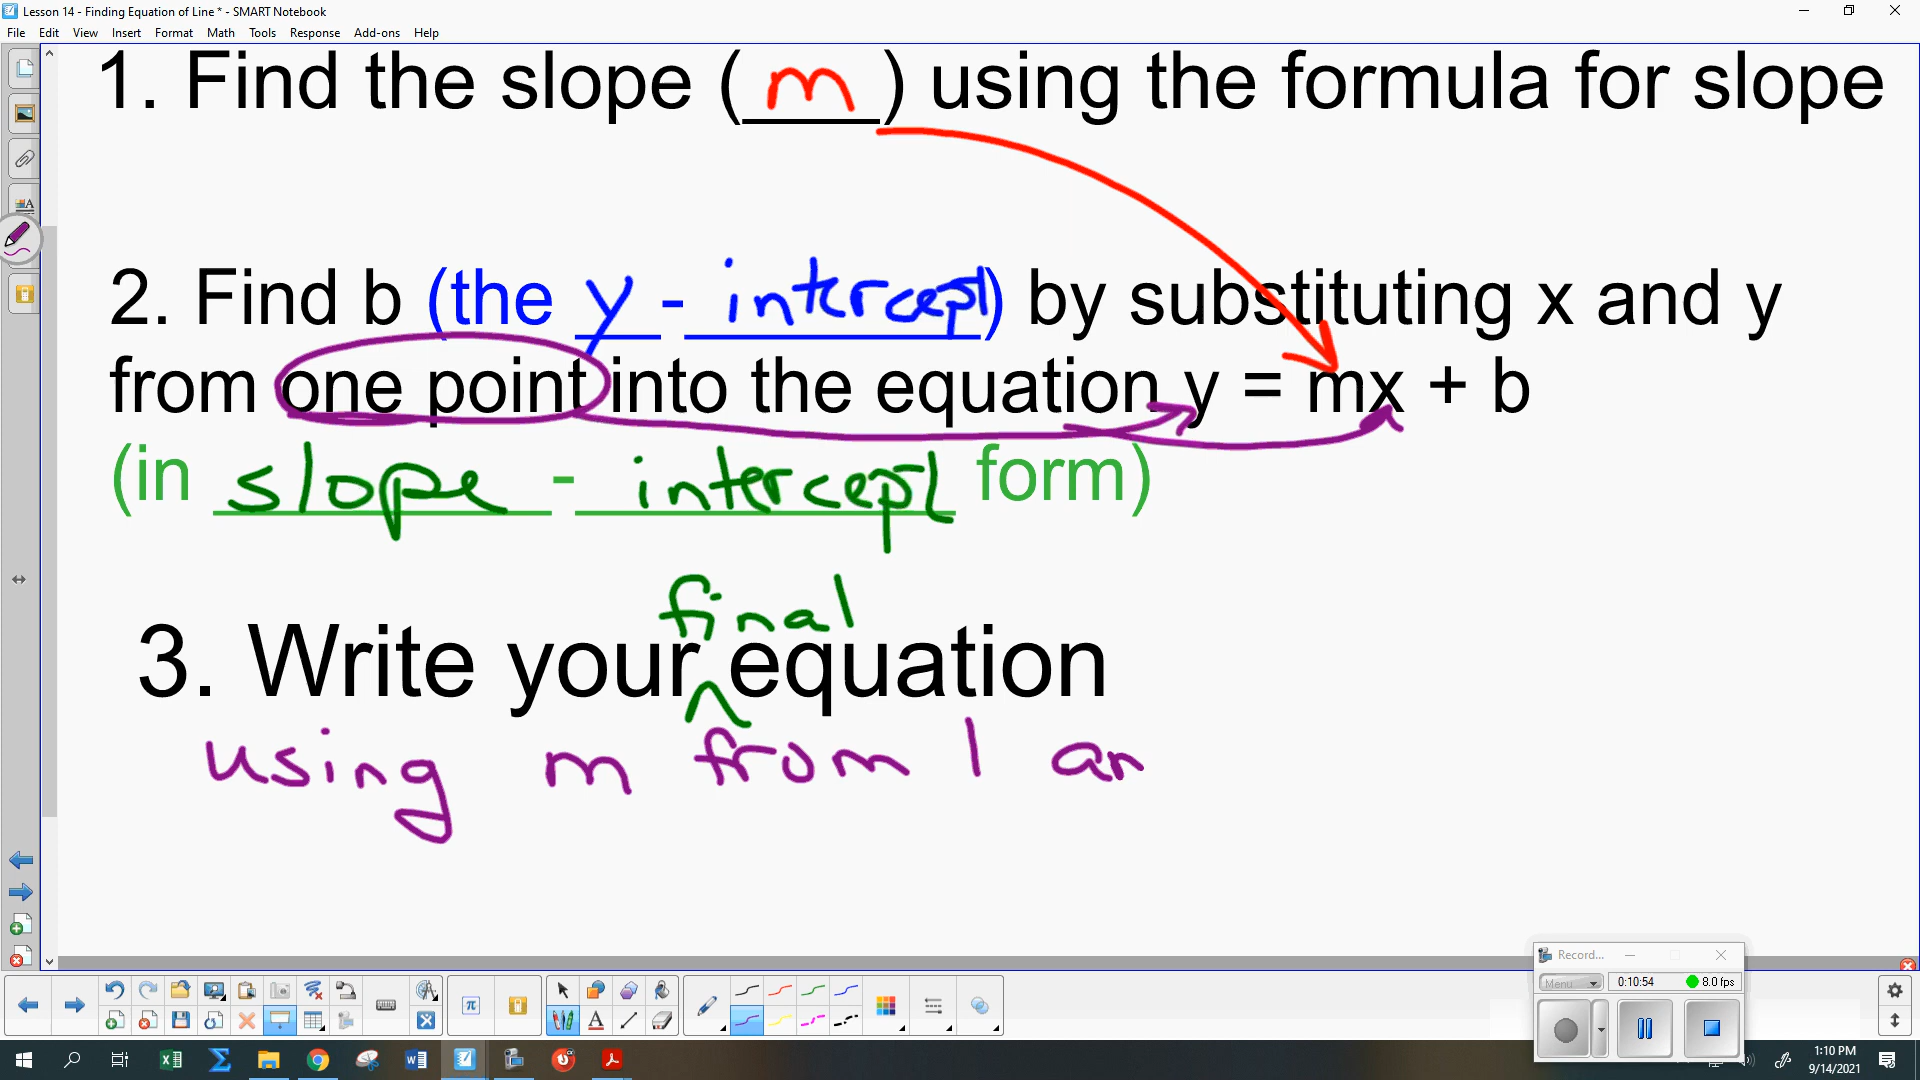 Lesson 14 - Finding Equation of Line * - SMART Notebook
File Edit View Insert Format Math Tools Response Add-ons Help
1. Find the slope (m) using the formula for slope
2. Find b (the y - intercept) by substituting x and y
from one point into the equation y = mx + b
(in slope - intercept form)
final
3. Write your equation
using m from 1 an
Record...
Menu 0:10:54 8.0 fps
1:10 PM
9/14/2021